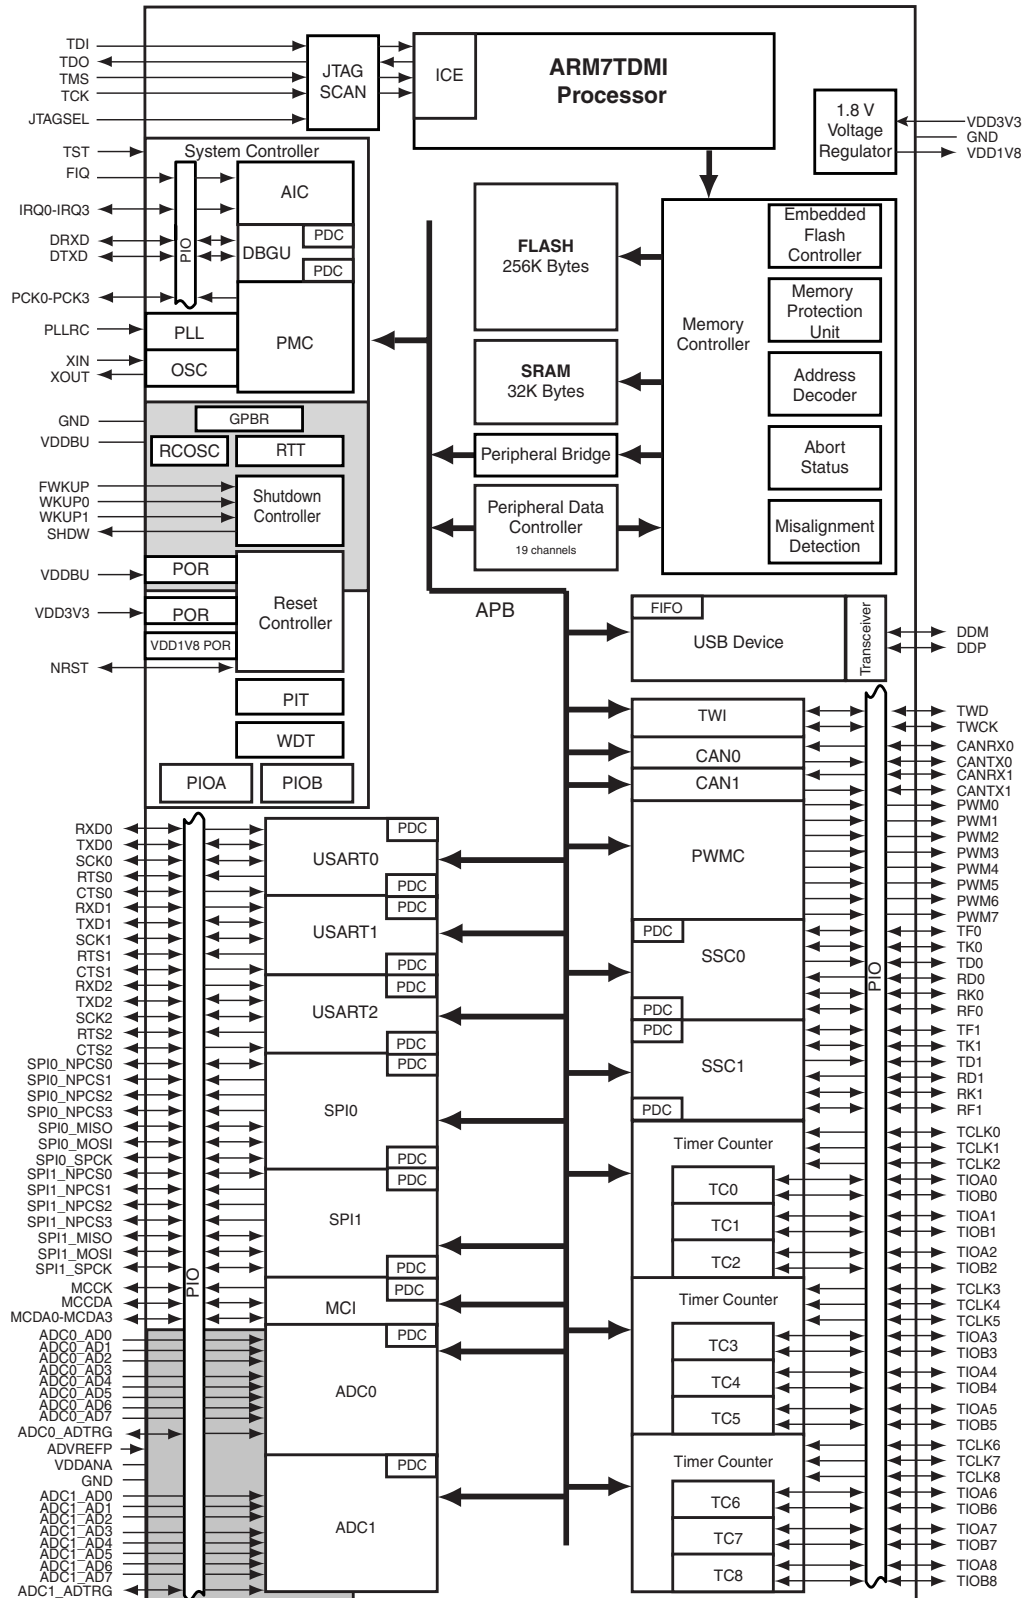 TDI
TDO
TMS
TCK
JTAGSEL
JTAG
SCAN
ICE
ARM7TDMI
Processor
1.8 V
Voltage
Regulator
VDD3V3
GND
VDD1V8
TST
FIQ
IRQ0-IRQ3
DRXD
DTXD
PCK0-PCK3
PLLRC
XIN
XOUT
System Controller
PIO
AIC
DBGU
PDC
PDC
PMC
PLL
OSC
GND
VDDBU
FWKUP
WKUP0
WKUP1
SHDW
VDDBU
VDD3V3
NRST
GPBR
RCOSC
RTT
Shutdown
Controller
POR
POR
VDD1V8 POR
Reset
Controller
PIT
WDT
PIOA
PIOB
FLASH
256K Bytes
SRAM
32K Bytes
Peripheral Bridge
Peripheral Data
Controller
19 channels
Memory
Controller
Embedded
Flash
Controller
Memory
Protection
Unit
Address
Decoder
Abort
Status
Misalignment
Detection
APB
FIFO
USB Device
Transceiver
DDM
DDP
RXD0
TXD0
SCK0
RTS0
CTS0
RXD1
TXD1
SCK1
RTS1
CTS1
RXD2
TXD2
SCK2
RTS2
CTS2
SPI0_NPCS0
SPI0_NPCS1
SPI0_NPCS2
SPI0_NPCS3
SPI0_MISO
SPI0_MOSI
SPI0_SPCK
SPI1_NPCS0
SPI1_NPCS1
SPI1_NPCS2
SPI1_NPCS3
SPI1_MISO
SPI1_MOSI
SPI1_SPCK
MCCK
MCCDA
MCDA0-MCDA3
ADC0_AD0
ADC0_AD1
ADC0_AD2
ADC0_AD3
ADC0_AD4
ADC0_AD5
ADC0_AD6
ADC0_AD7
ADC0_ADTRG
ADVREFP
VDDANA
GND
ADC1_AD0
ADC1_AD1
ADC1_AD2
ADC1_AD3
ADC1_AD4
ADC1_AD5
ADC1_AD6
ADC1_AD7
ADC1_ADTRG
PIO
PDC
USART0
PDC
PDC
USART1
PDC
PDC
USART2
PDC
PDC
SPI0
PDC
PDC
SPI1
PDC
PDC
MCI
PDC
ADC0
PDC
ADC1
TWI
CAN0
CAN1
PWMC
PDC
SSC0
PDC
PDC
SSC1
PDC
Timer Counter
TC0
TC1
TC2
Timer Counter
TC3
TC4
TC5
Timer Counter
TC6
TC7
TC8
PIO
TWD
TWCK
CANRX0
CANTX0
CANRX1
CANTX1
PWM0
PWM1
PWM2
PWM3
PWM4
PWM5
PWM6
PWM7
TF0
TK0
TD0
RD0
RK0
RF0
TF1
TK1
TD1
RD1
RK1
RF1
TCLK0
TCLK1
TCLK2
TIOA0
TIOB0
TIOA1
TIOB1
TIOA2
TIOB2
TCLK3
TCLK4
TCLK5
TIOA3
TIOB3
TIOA4
TIOB4
TIOA5
TIOB5
TCLK6
TCLK7
TCLK8
TIOA6
TIOB6
TIOA7
TIOB7
TIOA8
TIOB8